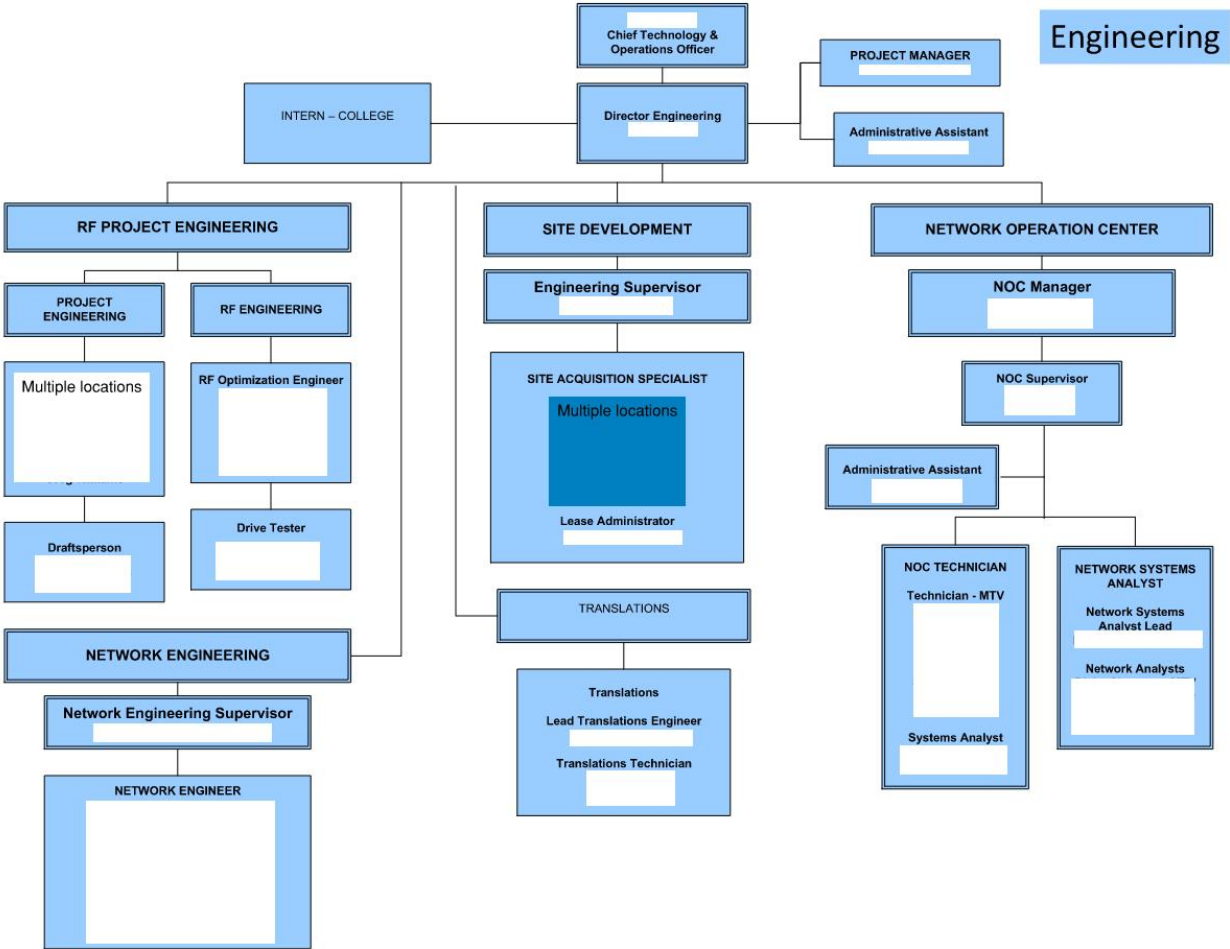 Engineering
Chief Technology &
Operations Officer
PROJECT MANAGER
INTERN – COLLEGE
Director Engineering
Administrative Assistant
RF PROJECT ENGINEERING
SITE DEVELOPMENT
NETWORK OPERATION CENTER
PROJECT
ENGINEERING
RF ENGINEERING
Engineering Supervisor
NOC Manager
Multiple locations
RF Optimization Engineer
SITE ACQUISITION SPECIALIST
Multiple locations
Lease Administrator
NOC Supervisor
Administrative Assistant
Draftsperson
Drive Tester
NOC TECHNICIAN
Technician - MTV
Systems Analyst
NETWORK SYSTEMS
ANALYST
Network Systems
Analyst Lead
Network Analysts
TRANSLATIONS
Translations
Lead Translations Engineer
Translations Technician
NETWORK ENGINEERING
Network Engineering Supervisor
NETWORK ENGINEER